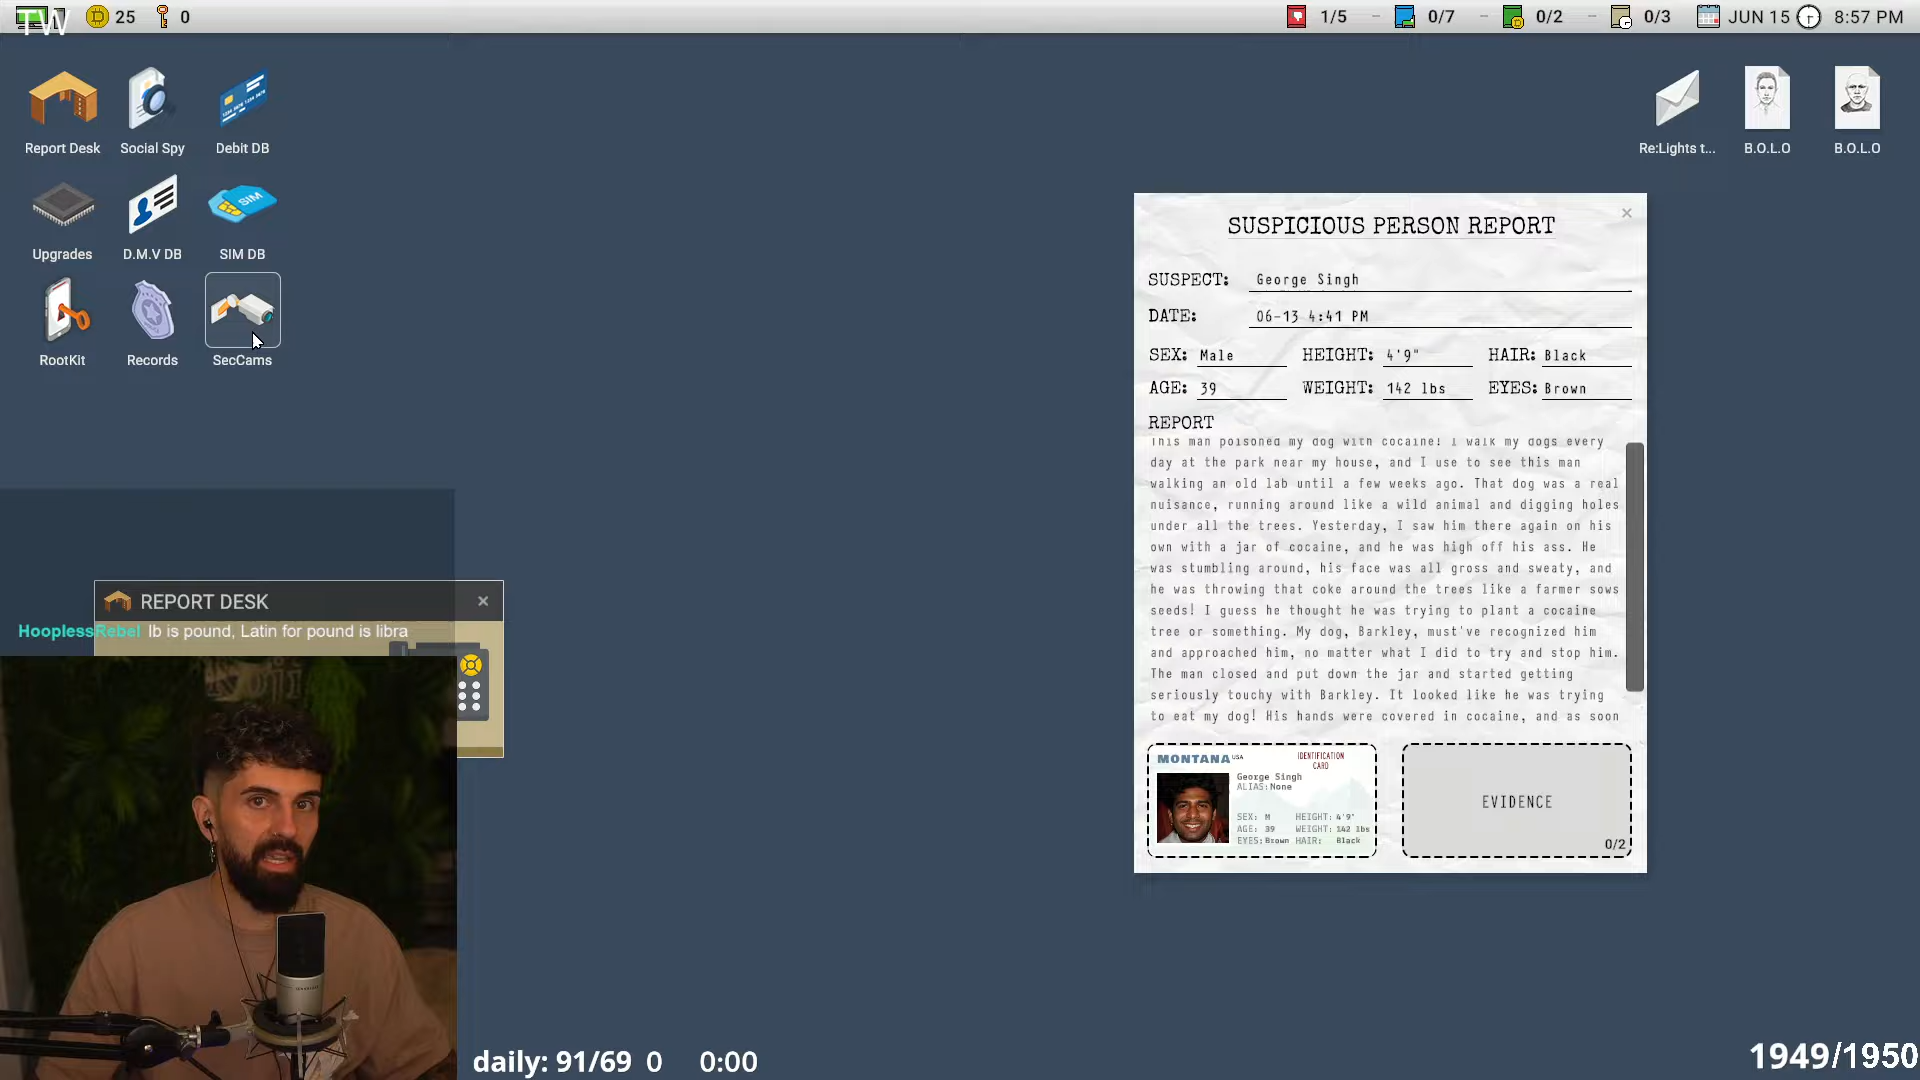 TW
25
0
1/5
0/7
0/2
0/3
JUN 15
8:57 PM
Report Desk
Social Spy
Debit DB
Upgrades
D.M.V DB
SIM DB
SIM
RootKit
Records
SecCams
Re:Lights t...
B.O.L.O
B.O.L.O
SUSPICIOUS PERSON REPORT
SUSPECT: George Singh
DATE: 06-13 4:41 PM
SEX: Male HEIGHT: 4'9" HAIR: Black
AGE: 39 WEIGHT: 142 lbs EYES: Brown
REPORT
This man poisoned my dog with cocaine! I walk my dogs every
day at the park near my house, and I use to see this man
walking an old lab until a few weeks ago. That dog was a real
nuisance, running around like a wild animal and digging holes
under all the trees. Yesterday, I saw him there again on his
own with a jar of cocaine, and he was high off his ass. He
was stumbling around, his face was all gross and sweaty, and
he was throwing that coke around the trees like a farmer sows
seeds! I guess he thought he was trying to plant a cocaine
tree or something. My dog, Barkley, must've recognized him
and approached him, no matter what I did to try and stop him.
The man closed and put down the jar and started getting
seriously touchy with Barkley. It looked like he was trying
to eat my dog! His hands were covered in cocaine, and as soon
MONTANA USA
IDENTIFICATION
CARD
George Singh
ALIAS: None
SEX: M HEIGHT: 4'9"
AGE: 39 WEIGHT: 142 lbs
EYES: Brown HAIR: Black
EVIDENCE
0/2
REPORT DESK
HooplessRebel lb is pound, Latin for pound is libra
daily: 91/69 0 0:00
1949/1950